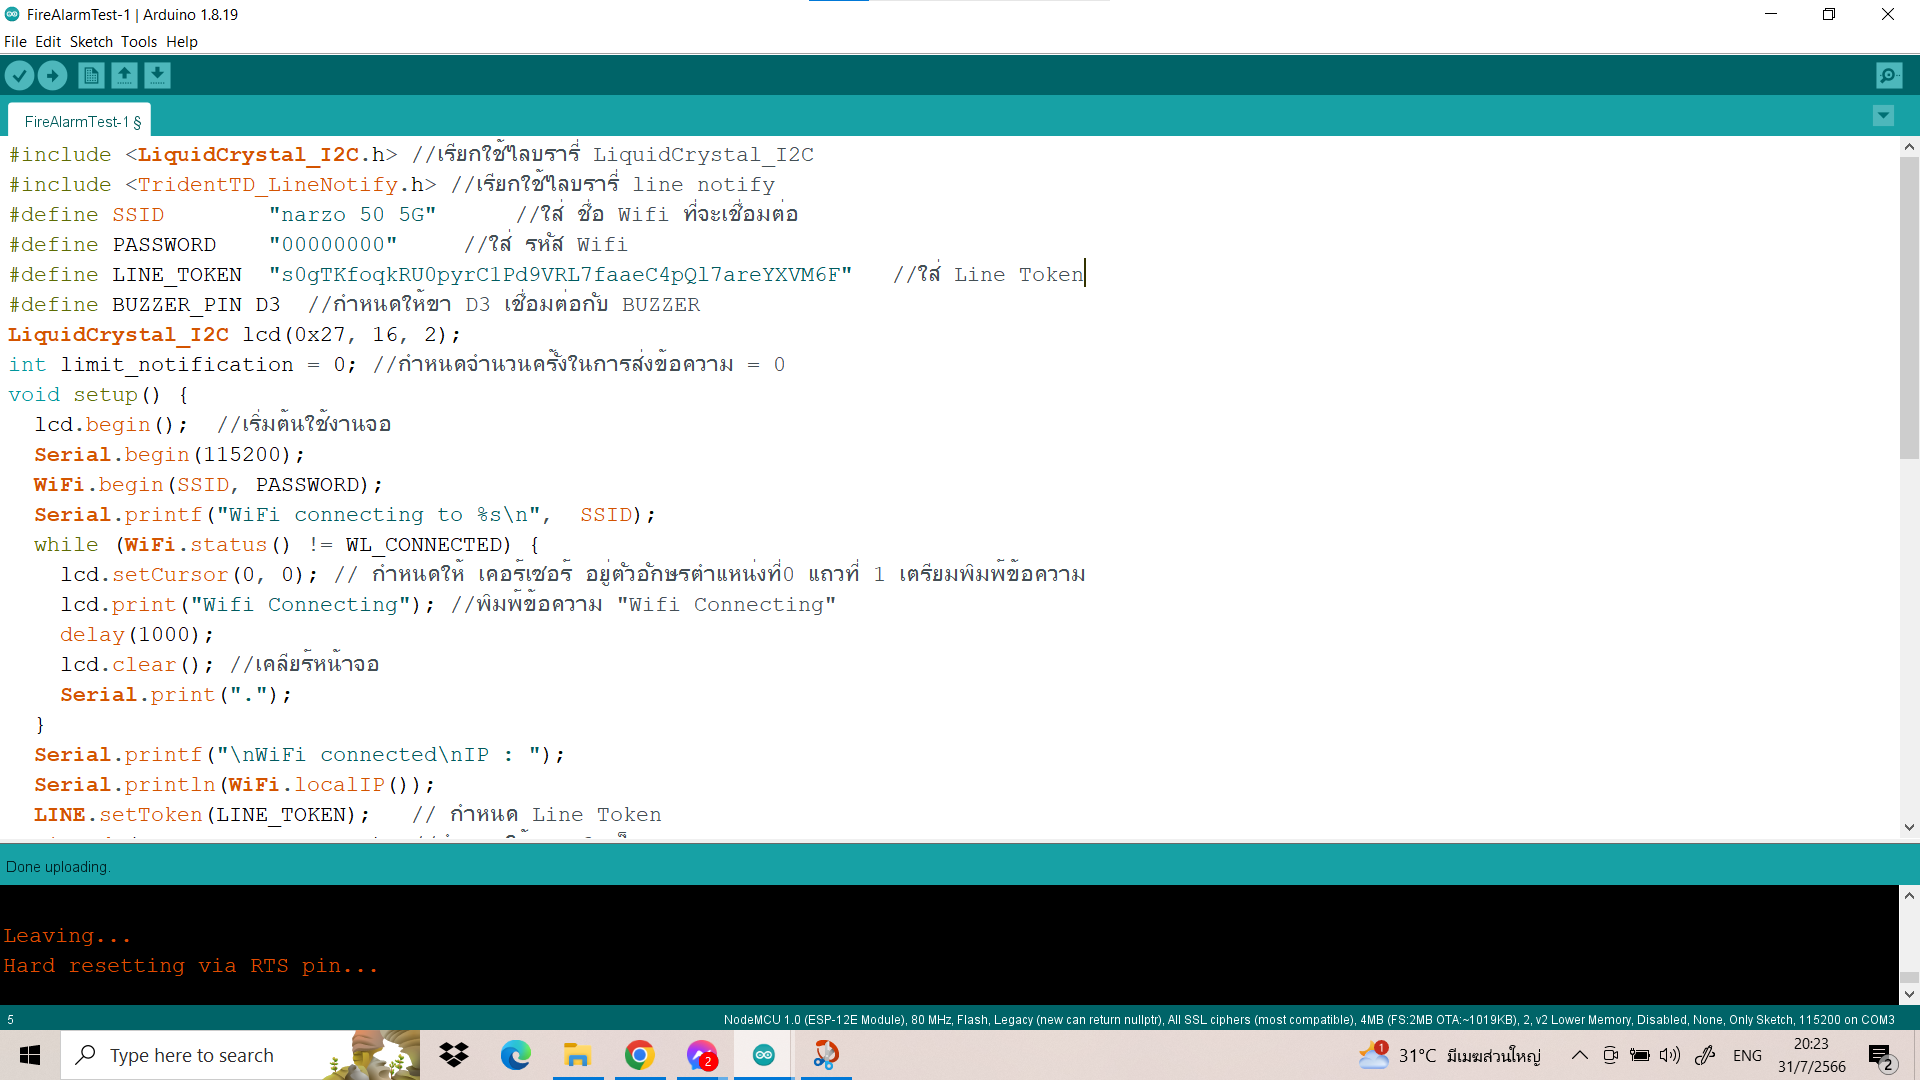 FireAlarmTest-1 | Arduino 1.8.19
File Edit Sketch Tools Help
FireAlarmTest-1 §
#include <LiquidCrystal_I2C.h> //เรียกใช้ไลบรารี่ LiquidCrystal_I2C
#include <TridentTD_LineNotify.h> //เรียกใช้ไลบรารี่ line notify
#define SSID        "narzo 50 5G"      //ใส่ ชื่อ Wifi ที่จะเชื่อมต่อ
#define PASSWORD    "00000000"     //ใส่ รหัส Wifi
#define LINE_TOKEN  "s0gTKfoqkRU0pyrC1Pd9VRL7faaeC4pQl7areYXVM6F"   //ใส่ Line Token
#define BUZZER_PIN D3  //กำหนดให้ขา D3 เชื่อมต่อกับ BUZZER
LiquidCrystal_I2C lcd(0x27, 16, 2);
int limit_notification = 0; //กำหนดจำนวนครั้งในการส่งข้อความ = 0
void setup() {
  lcd.begin();  //เริ่มต้นใช้งานจอ
  Serial.begin(115200);
  WiFi.begin(SSID, PASSWORD);
  Serial.printf("WiFi connecting to %s\n",  SSID);
  while (WiFi.status() != WL_CONNECTED) {
    lcd.setCursor(0, 0); // กำหนดให้ เคอร์เซอร์ อยู่ตัวอักษรตำแหน่งที่0 แถวที่ 1 เตรียมพิมพ์ข้อความ
    lcd.print("Wifi Connecting"); //พิมพ์ข้อความ "Wifi Connecting"
    delay(1000);
    lcd.clear(); //เคลียร์หน้าจอ
    Serial.print(".");
  }
  Serial.printf("\nWiFi connected\nIP : ");
  Serial.println(WiFi.localIP());
  LINE.setToken(LINE_TOKEN);   // กำหนด Line Token
Done uploading.
Leaving...
Hard resetting via RTS pin...
5
NodeMCU 1.0 (ESP-12E Module), 80 MHz, Flash, Legacy (new can return nullptr), All SSL ciphers (most compatible), 4MB (FS:2MB OTA:~1019KB), 2, v2 Lower Memory, Disabled, None, Only Sketch, 115200 on COM3
Type here to search
2
1
31°C มีเมฆส่วนใหญ่
ENG
20:23
31/7/2566
2